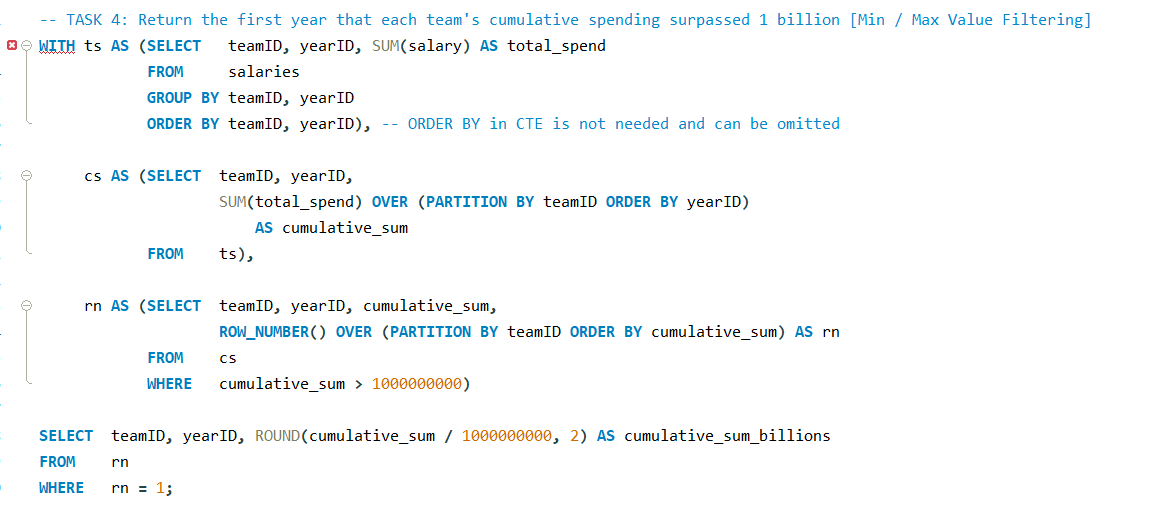 -- TASK 4: Return the first year that each team's cumulative spending surpassed 1 billion [Min / Max Value Filtering]
WITH ts AS (SELECT teamID, yearID, SUM(salary) AS total_spend
FROM salaries
GROUP BY teamID, yearID
ORDER BY teamID, yearID), -- ORDER BY in CTE is not needed and can be omitted
cs AS (SELECT teamID, yearID,
SUM(total_spend) OVER (PARTITION BY teamID ORDER BY yearID)
AS cumulative_sum
FROM ts),
rn AS (SELECT teamID, yearID, cumulative_sum,
ROW_NUMBER() OVER (PARTITION BY teamID ORDER BY cumulative_sum) AS rn
FROM cs
WHERE cumulative_sum > 1000000000)
SELECT teamID, yearID, ROUND(cumulative_sum / 1000000000, 2) AS cumulative_sum_billions
FROM rn
WHERE rn = 1;